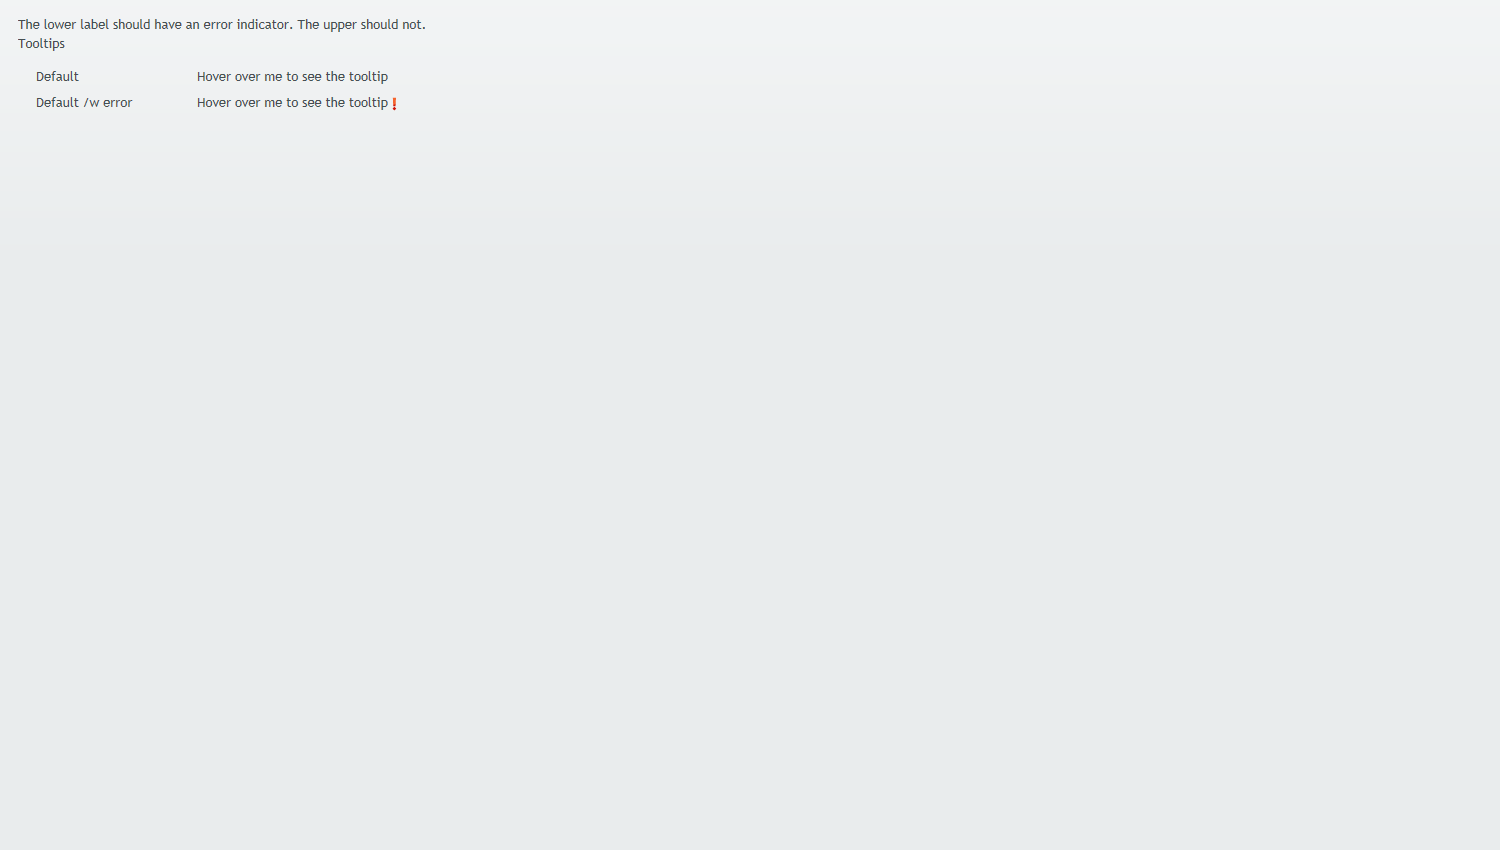 The lower label should have an error indicator. The upper should not.
Tooltips
Default Hover over me to see the tooltip
Default /w error Hover over me to see the tooltip !